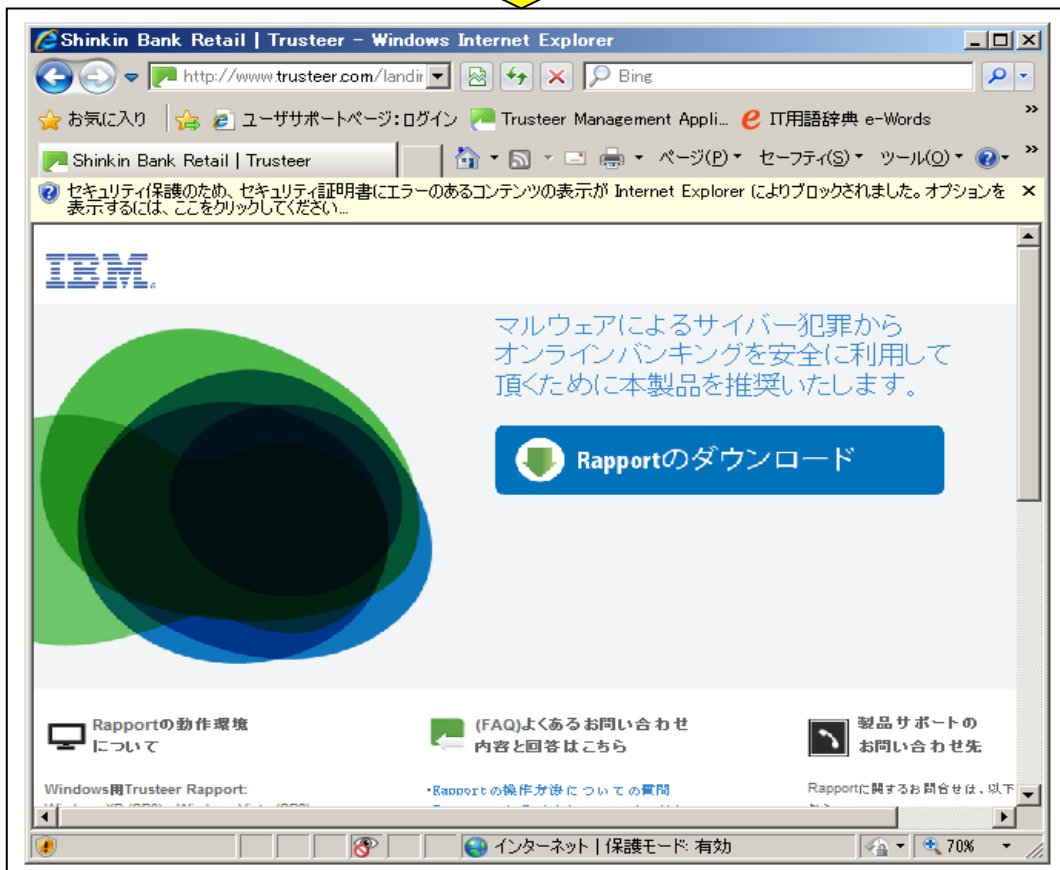 Shinkin Bank Retail | Trusteer - Windows Internet Explorer
http://www.trusteer.com/landir
Bing
お気に入り ユーザサポートページ:ログイン Trusteer Management Appli... IT用語辞典 e-Words »
Shinkin Bank Retail | Trusteer ページ(P) セーフティ(S) ツール(O) »
セキュリティ保護のため、セキュリティ証明書にエラーのあるコンテンツの表示が Internet Explorer によりブロックされました。オプションを
表示するには、ここをクリックしてください...
IBM
マルウェアによるサイバー犯罪から
オンラインバンキングを安全に利用して
頂くために本製品を推奨いたします。
Rapportのダウンロード
Rapportの動作環境
について
(FAQ)よくあるお問い合わせ
内容と回答はこちら
製品サポートの
お問い合わせ先
Windows用Trusteer Rapport:
・Rapportの操作方法についての質問
Rapportに関するお問合せは、以下
インターネット | 保護モード: 有効
70%